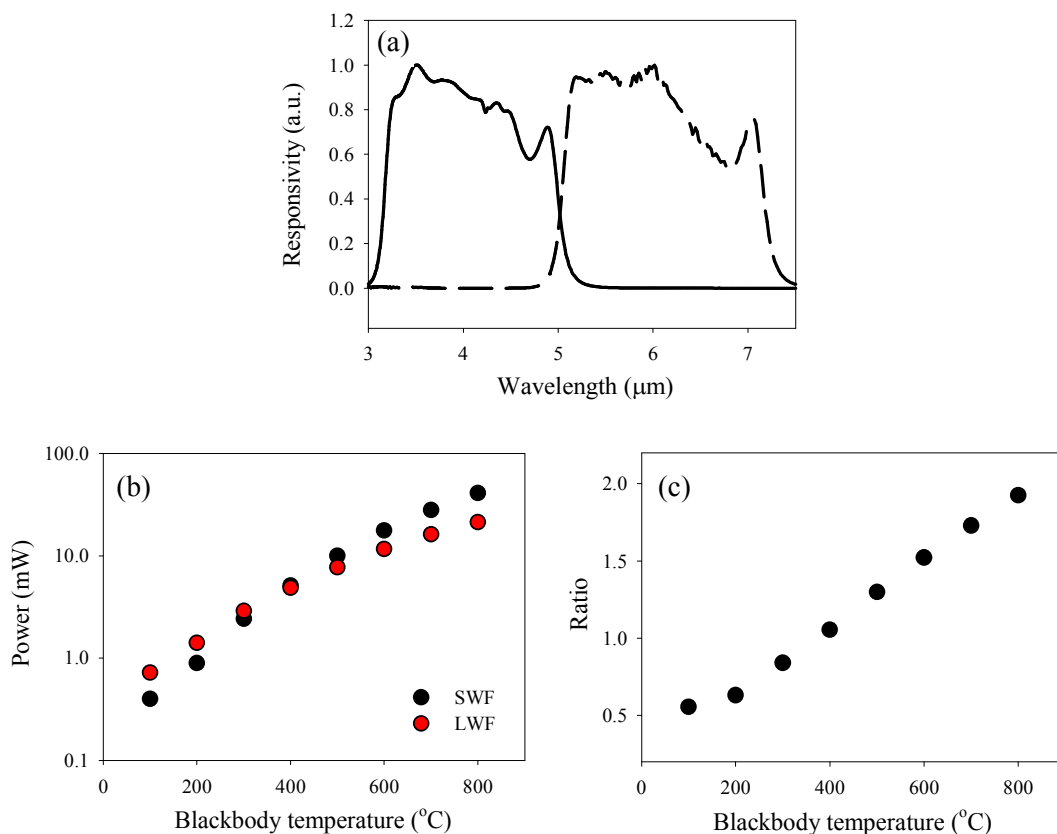 (a)
1.2
1.0
0.8
0.6
0.4
0.2
0.0
Responsivity (a.u.)
3 4 5 6 7
Wavelength (μm)
(b)
100.0
10.0
1.0
0.1
Power (mW)
SWF
LWF
0 200 400 600 800
Blackbody temperature (°C)
(c)
2.0
1.5
1.0
0.5
Ratio
0 200 400 600 800
Blackbody temperature (°C)